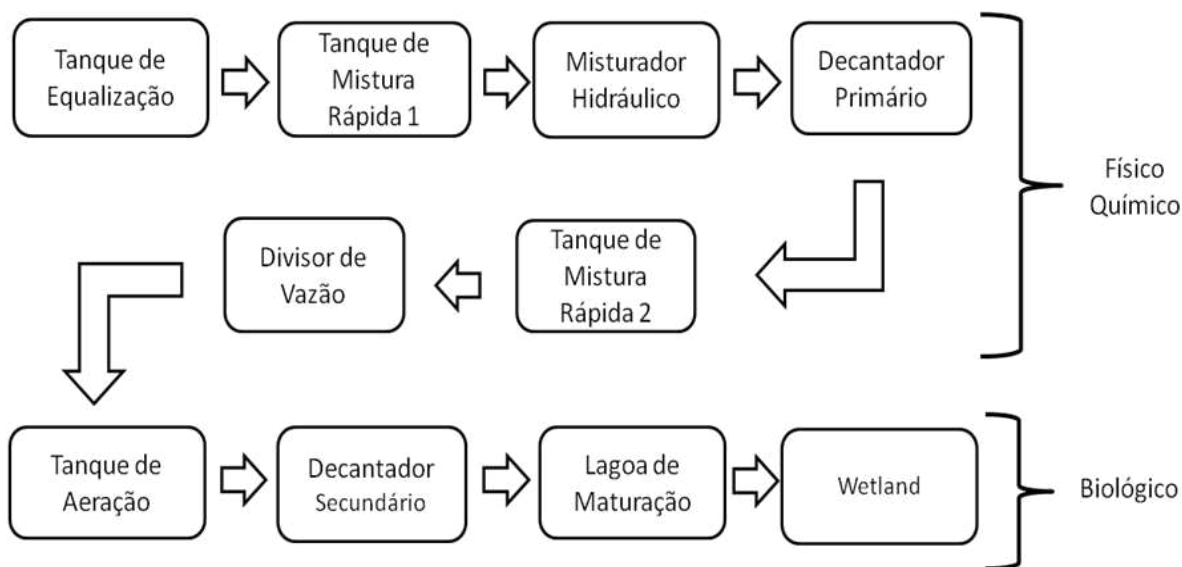 Tanque de
Equalização
Tanque de
Mistura
Rápida 1
Misturador
Hidráulico
Decantador
Primário
Físico
Químico
Divisor de
Vazão
Tanque de
Mistura
Rápida 2
Tanque de
Aeração
Decantador
Secundário
Lagoa de
Maturação
Wetland
Biológico